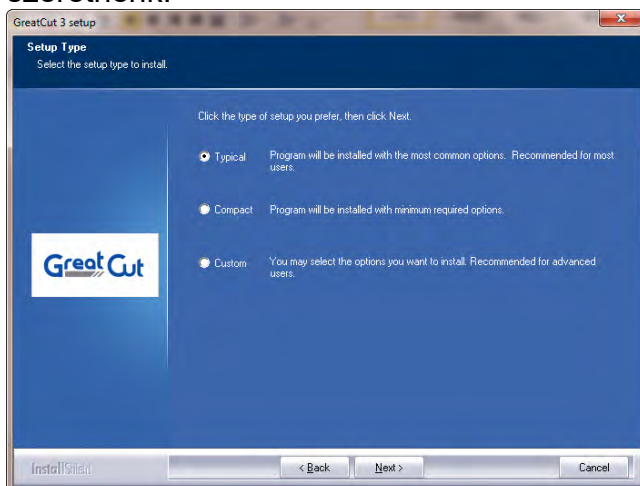 szeretnénk.
GreatCut 3 setup
Setup Type
Select the setup type to install.
Click the type of setup you prefer, then click Next.
Typical Program will be installed with the most common options. Recommended for most
users.
Compact Program will be installed with minimum required options.
Great Cut
Custom You may select the options you want to install. Recommended for advanced
users.
InstallShield
< Back Next > Cancel